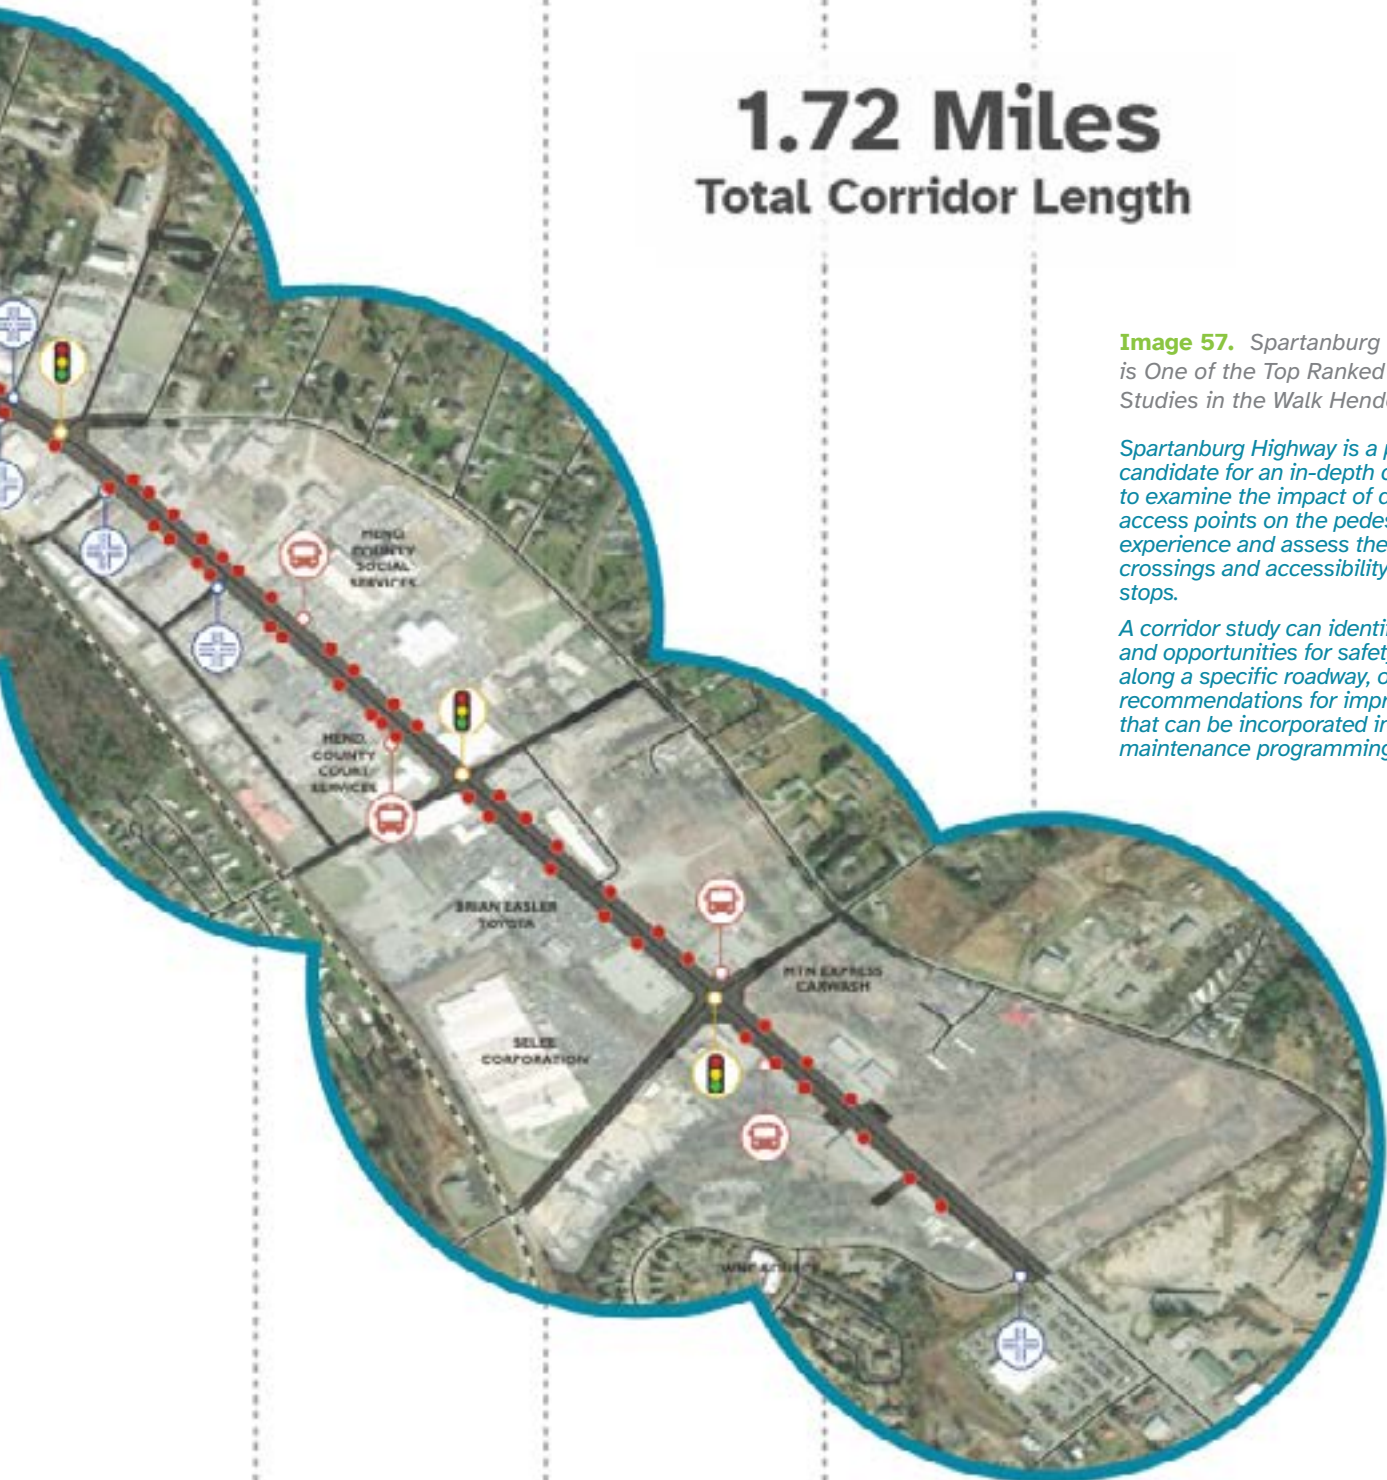 1.72 Miles
Total Corridor Length
Image 57. Spartanburg
is One of the Top Ranked
Studies in the Walk Hende
Spartanburg Highway is a p
candidate for an in-depth c
to examine the impact of d
access points on the pedes
experience and assess the
crossings and accessibility
stops.
A corridor study can identif
and opportunities for safety
along a specific roadway, o
recommendations for impr
that can be incorporated in
maintenance programming
HEND.
COUNTY
SOCIAL
SERVICES
HEND.
COUNTY
COURT
SERVICES
BRIAN EASLER
TOYOTA
MTN EXPRESS
CARWASH
SELEE
CORPORATION